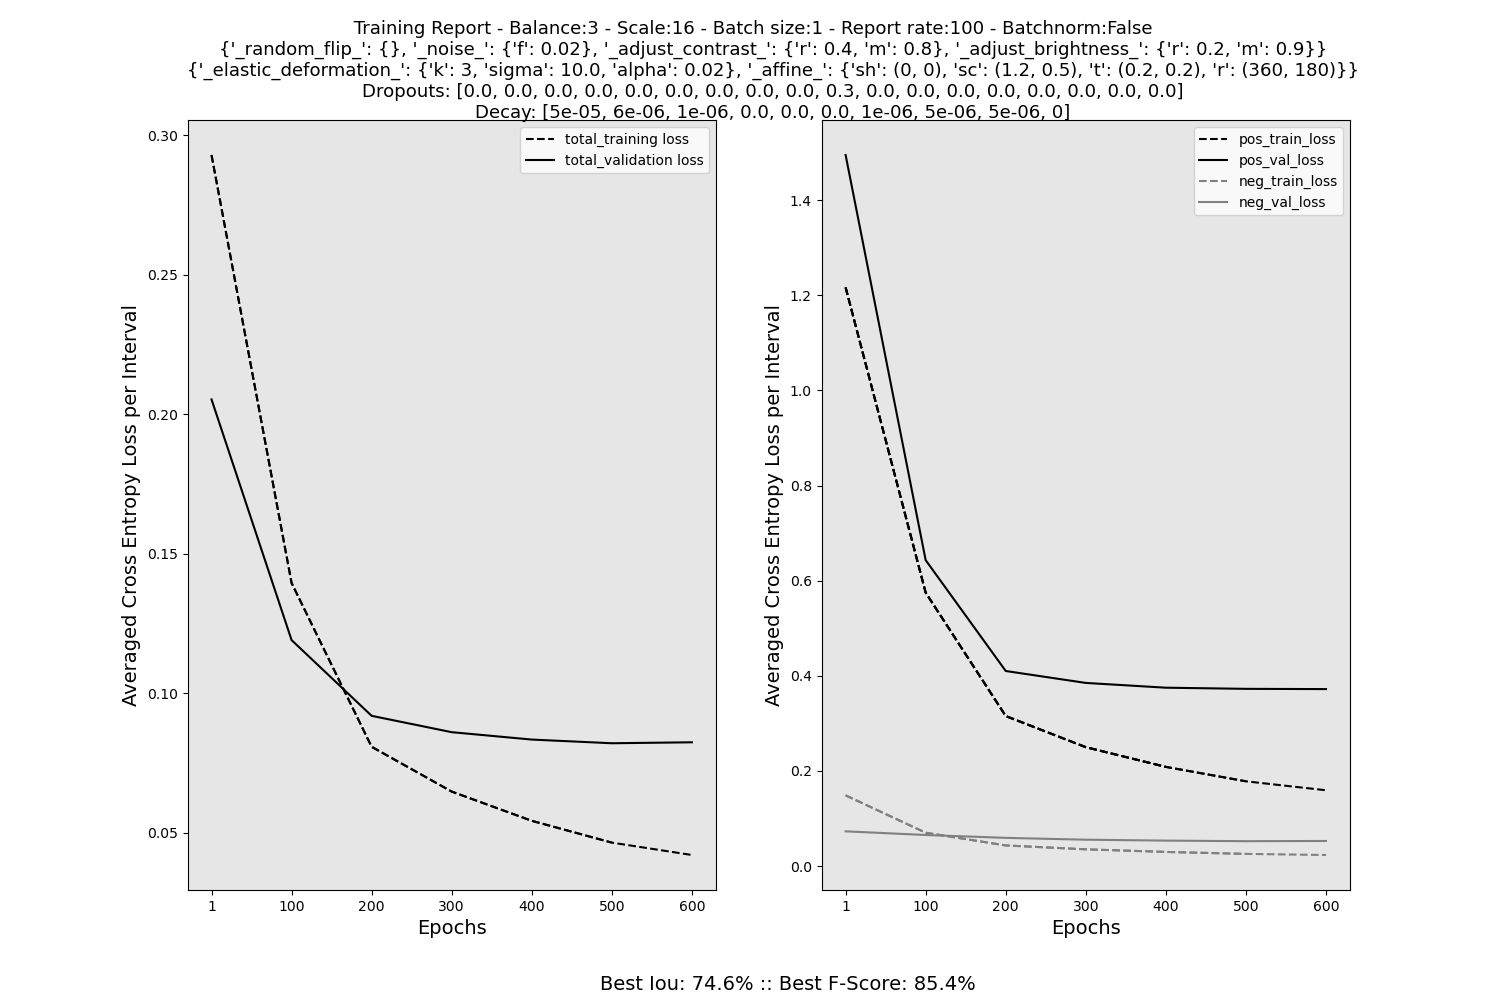 Training Report - Balance:3 - Scale:16 - Batch size:1 - Report rate:100 - Batchnorm:False
{'_random_flip_': {}, '_noise_': {'f': 0.02}, '_adjust_contrast_': {'r': 0.4, 'm': 0.8}, '_adjust_brightness_': {'r': 0.2, 'm': 0.9}}
{'_elastic_deformation_': {'k': 3, 'sigma': 10.0, 'alpha': 0.02}, '_affine_': {'sh': (0, 0), 'sc': (1.2, 0.5), 't': (0.2, 0.2), 'r': (360, 180)}}
Dropouts: [0.0, 0.0, 0.0, 0.0, 0.0, 0.0, 0.0, 0.0, 0.0, 0.3, 0.0, 0.0, 0.0, 0.0, 0.0, 0.0, 0.0, 0.0]
Decay: [5e-05, 6e-06, 1e-06, 0.0, 0.0, 0.0, 1e-06, 5e-06, 5e-06, 0]
Averaged Cross Entropy Loss per Interval
0.30
0.25
0.20
0.15
0.10
0.05
total_training loss
total_validation loss
1 100 200 300 400 500 600
Epochs
Averaged Cross Entropy Loss per Interval
1.4
1.2
1.0
0.8
0.6
0.4
0.2
0.0
pos_train_loss
pos_val_loss
neg_train_loss
neg_val_loss
1 100 200 300 400 500 600
Epochs
Best Iou: 74.6% :: Best F-Score: 85.4%